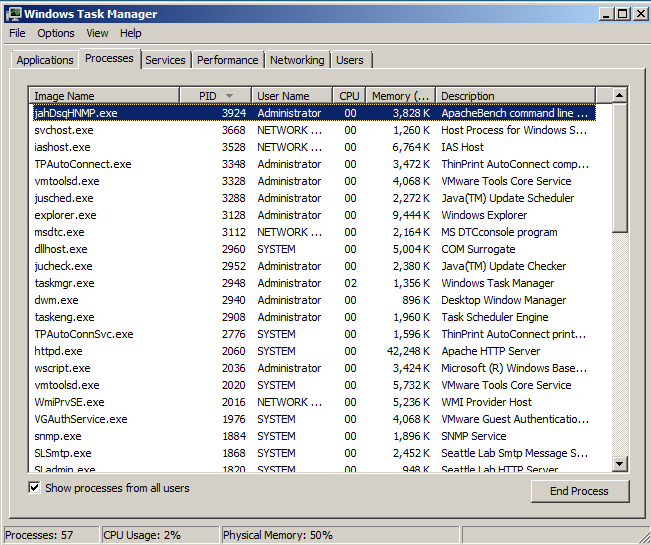 Windows Task Manager
File Options View Help
Applications Processes Services Performance Networking Users
Image Name PID User Name CPU Memory (... Description
jahDsqHNMP.exe 3924 Administrator 00 3,828 K ApacheBench command line ...
svchost.exe 3668 NETWORK ... 00 1,260 K Host Process for Windows S...
iashost.exe 3528 NETWORK ... 00 6,764 K IAS Host
TPAutoConnect.exe 3348 Administrator 00 3,472 K ThinPrint AutoConnect comp...
vmtoolsd.exe 3328 Administrator 00 4,068 K VMware Tools Core Service
jusched.exe 3288 Administrator 00 2,272 K Java(TM) Update Scheduler
explorer.exe 3128 Administrator 00 9,444 K Windows Explorer
msdtc.exe 3112 NETWORK ... 00 2,164 K MS DTCconsole program
dllhost.exe 2960 SYSTEM 00 5,004 K COM Surrogate
jucheck.exe 2952 Administrator 00 2,380 K Java(TM) Update Checker
taskmgr.exe 2948 Administrator 02 1,356 K Windows Task Manager
dwm.exe 2940 Administrator 00 896 K Desktop Window Manager
taskeng.exe 2908 Administrator 00 1,960 K Task Scheduler Engine
TPAutoConnSvc.exe 2776 SYSTEM 00 1,596 K ThinPrint AutoConnect print...
httpd.exe 2060 SYSTEM 00 42,248 K Apache HTTP Server
wscript.exe 2036 Administrator 00 3,424 K Microsoft (R) Windows Base...
vmtoolsd.exe 2020 SYSTEM 00 5,732 K VMware Tools Core Service
WmiPrvSE.exe 2016 NETWORK ... 00 5,236 K WMI Provider Host
VGAuthService.exe 1976 SYSTEM 00 4,068 K VMware Guest Authenticatio...
snmp.exe 1884 SYSTEM 00 1,896 K SNMP Service
SLSmtp.exe 1868 SYSTEM 00 2,452 K Seattle Lab Smtp Message S...
SLadmin.exe 1820 SYSTEM 00 948 K Seattle Lab HTTP Server
Show processes from all users
End Process
Processes: 57 CPU Usage: 2% Physical Memory: 50%